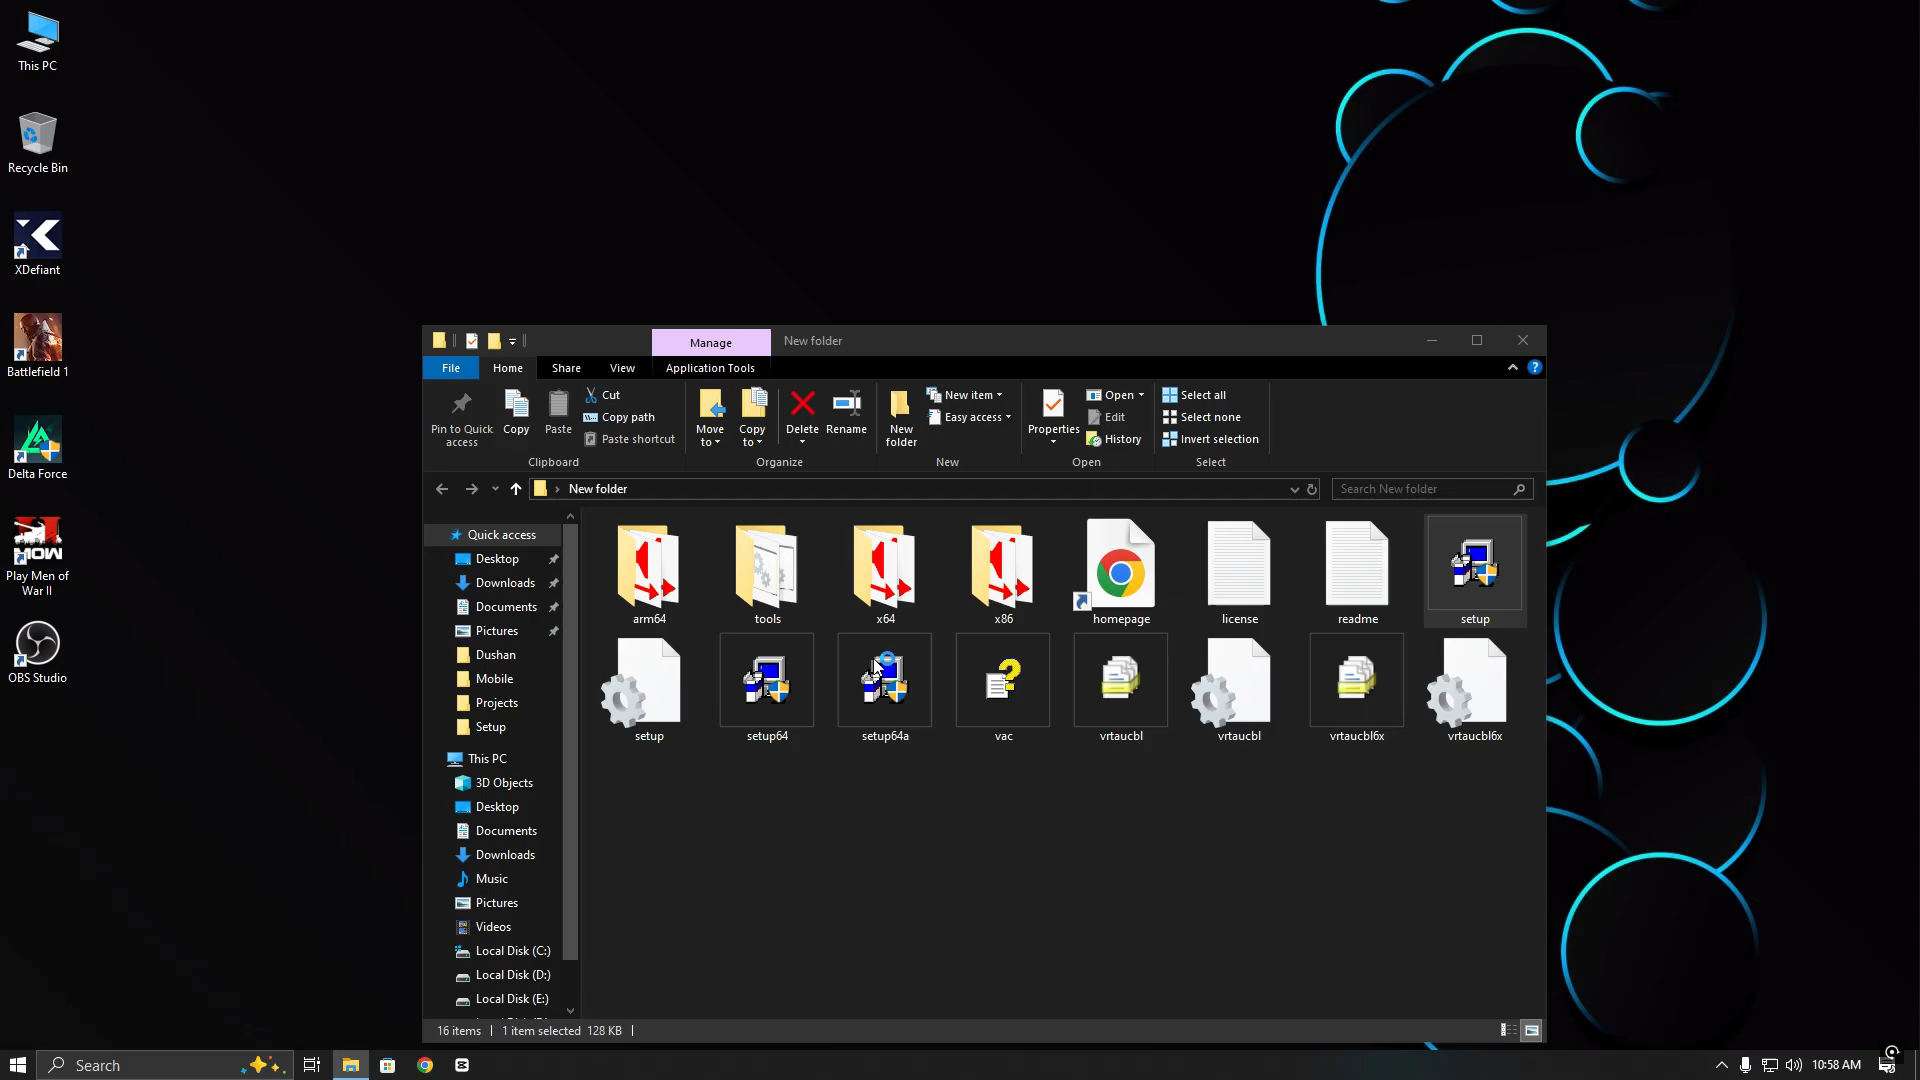 This PC
Recycle Bin
XDefiant
Battlefield 1
Delta Force
MOW
Play Men of
War II
OBS Studio
Manage
New folder
File
Home
Share
View
Application Tools
Pin to Quick
access
Copy
Paste
Cut
Copy path
Paste shortcut
Clipboard
Move
to
Copy
to
Delete
Rename
Organize
New
folder
New item
Easy access
New
Properties
Open
Edit
History
Open
Select all
Select none
Invert selection
Select
New folder
Search New folder
Quick access
Desktop
Downloads
Documents
Pictures
Dushan
Mobile
Projects
Setup
This PC
3D Objects
Desktop
Documents
Downloads
Music
Pictures
Videos
Local Disk (C:)
Local Disk (D:)
Local Disk (E:)
arm64
tools
x64
x86
homepage
license
readme
setup
setup
setup64
setup64a
vac
vrtaucbl
vrtaucbl
vrtaucbl6x
vrtaucbl6x
16 items
1 item selected 128 KB
Search
10:58 AM